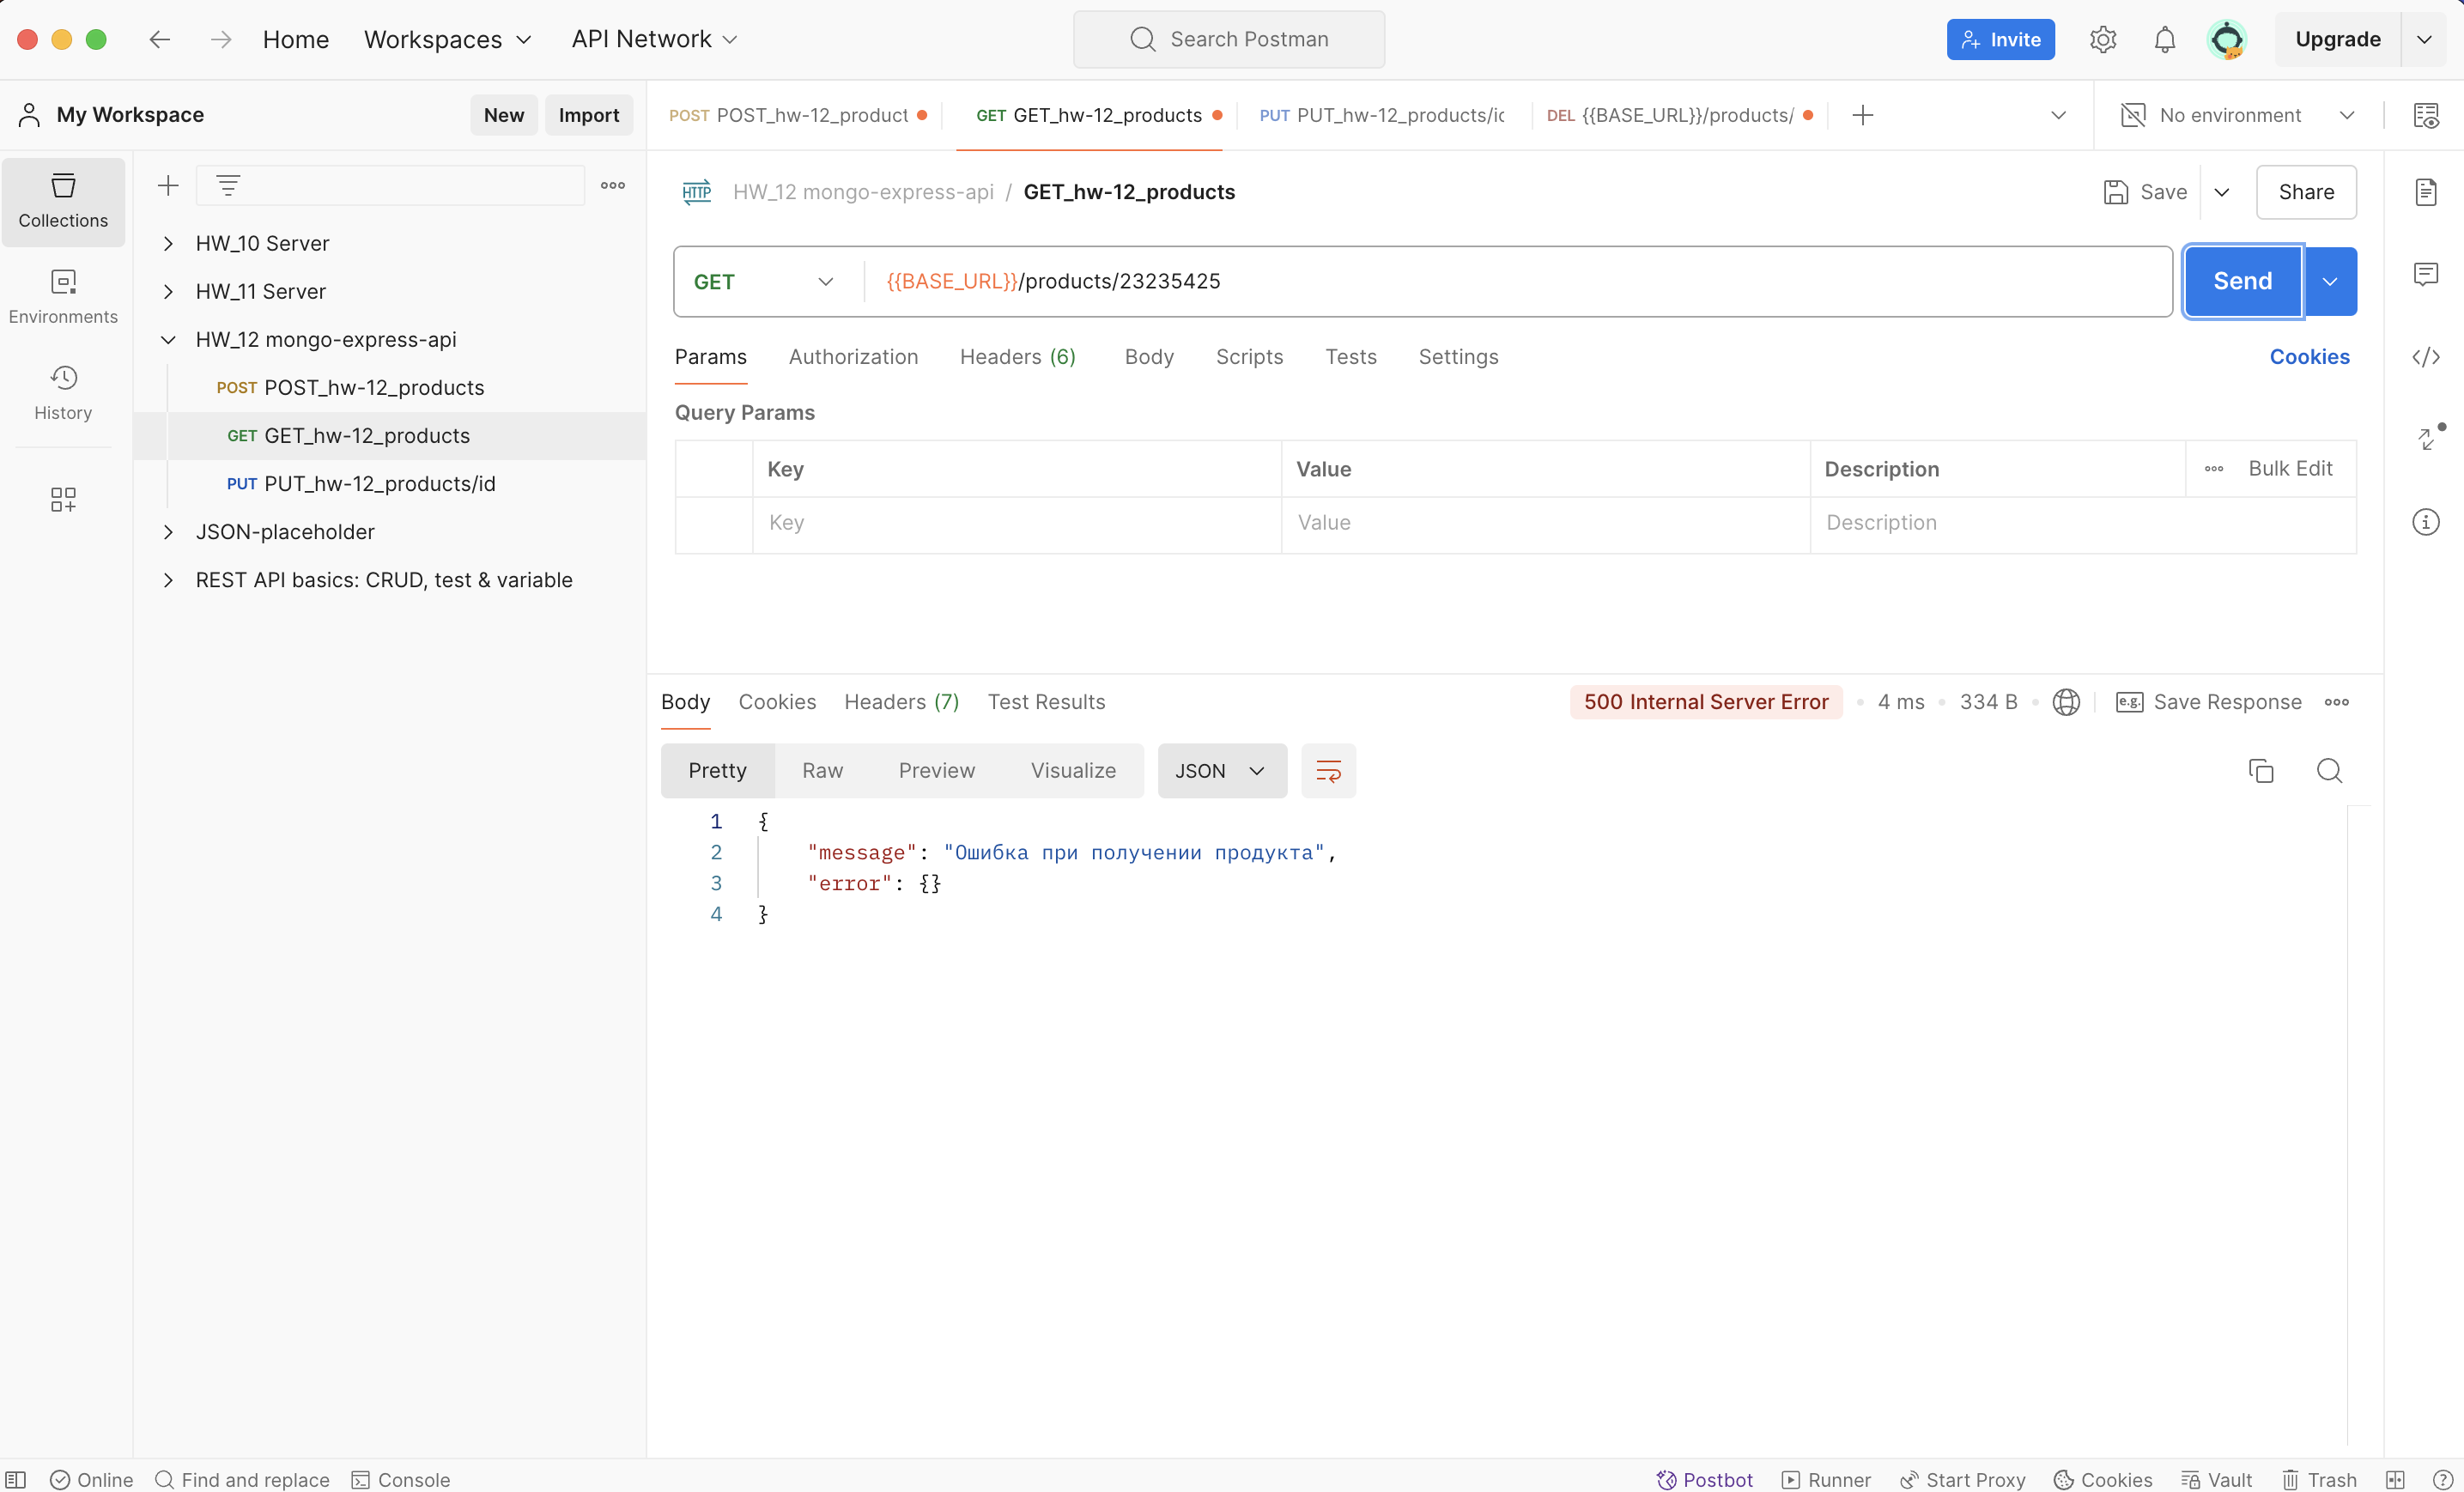 Home Workspaces API Network Search Postman Invite Upgrade
My Workspace New Import
POST POST_hw-12_product GET GET_hw-12_products PUT PUT_hw-12_products/ic DEL {{BASE_URL}}/products/ No environment
Collections
Environments
History
HW_10 Server
HW_11 Server
HW_12 mongo-express-api
POST POST_hw-12_products
GET GET_hw-12_products
PUT PUT_hw-12_products/id
JSON-placeholder
REST API basics: CRUD, test & variable
HTTP HW_12 mongo-express-api / GET_hw-12_products Save Share
GET {{BASE_URL}}/products/23235425 Send
Params Authorization Headers (6) Body Scripts Tests Settings Cookies
Query Params
Key Value Description Bulk Edit
Key Value Description
Body Cookies Headers (7) Test Results 500 Internal Server Error 4 ms 334 B e.g. Save Response
Pretty Raw Preview Visualize JSON
1 {
2 "message": "Ошибка при получении продукта",
3 "error": {}
4 }
Online Find and replace Console Postbot Runner Start Proxy Cookies Vault Trash